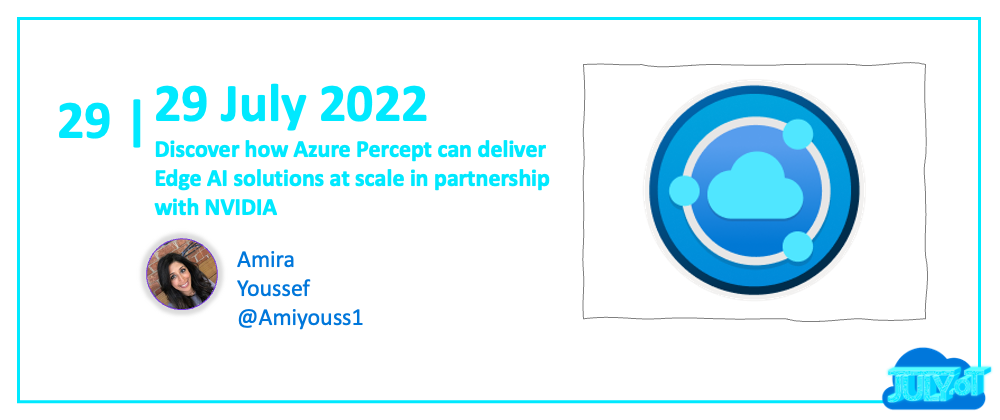 29 |
29 July 2022
Discover how Azure Percept can deliver
Edge AI solutions at scale in partnership
with NVIDIA
Amira
Youssef
@Amiyouss1
JULYoT